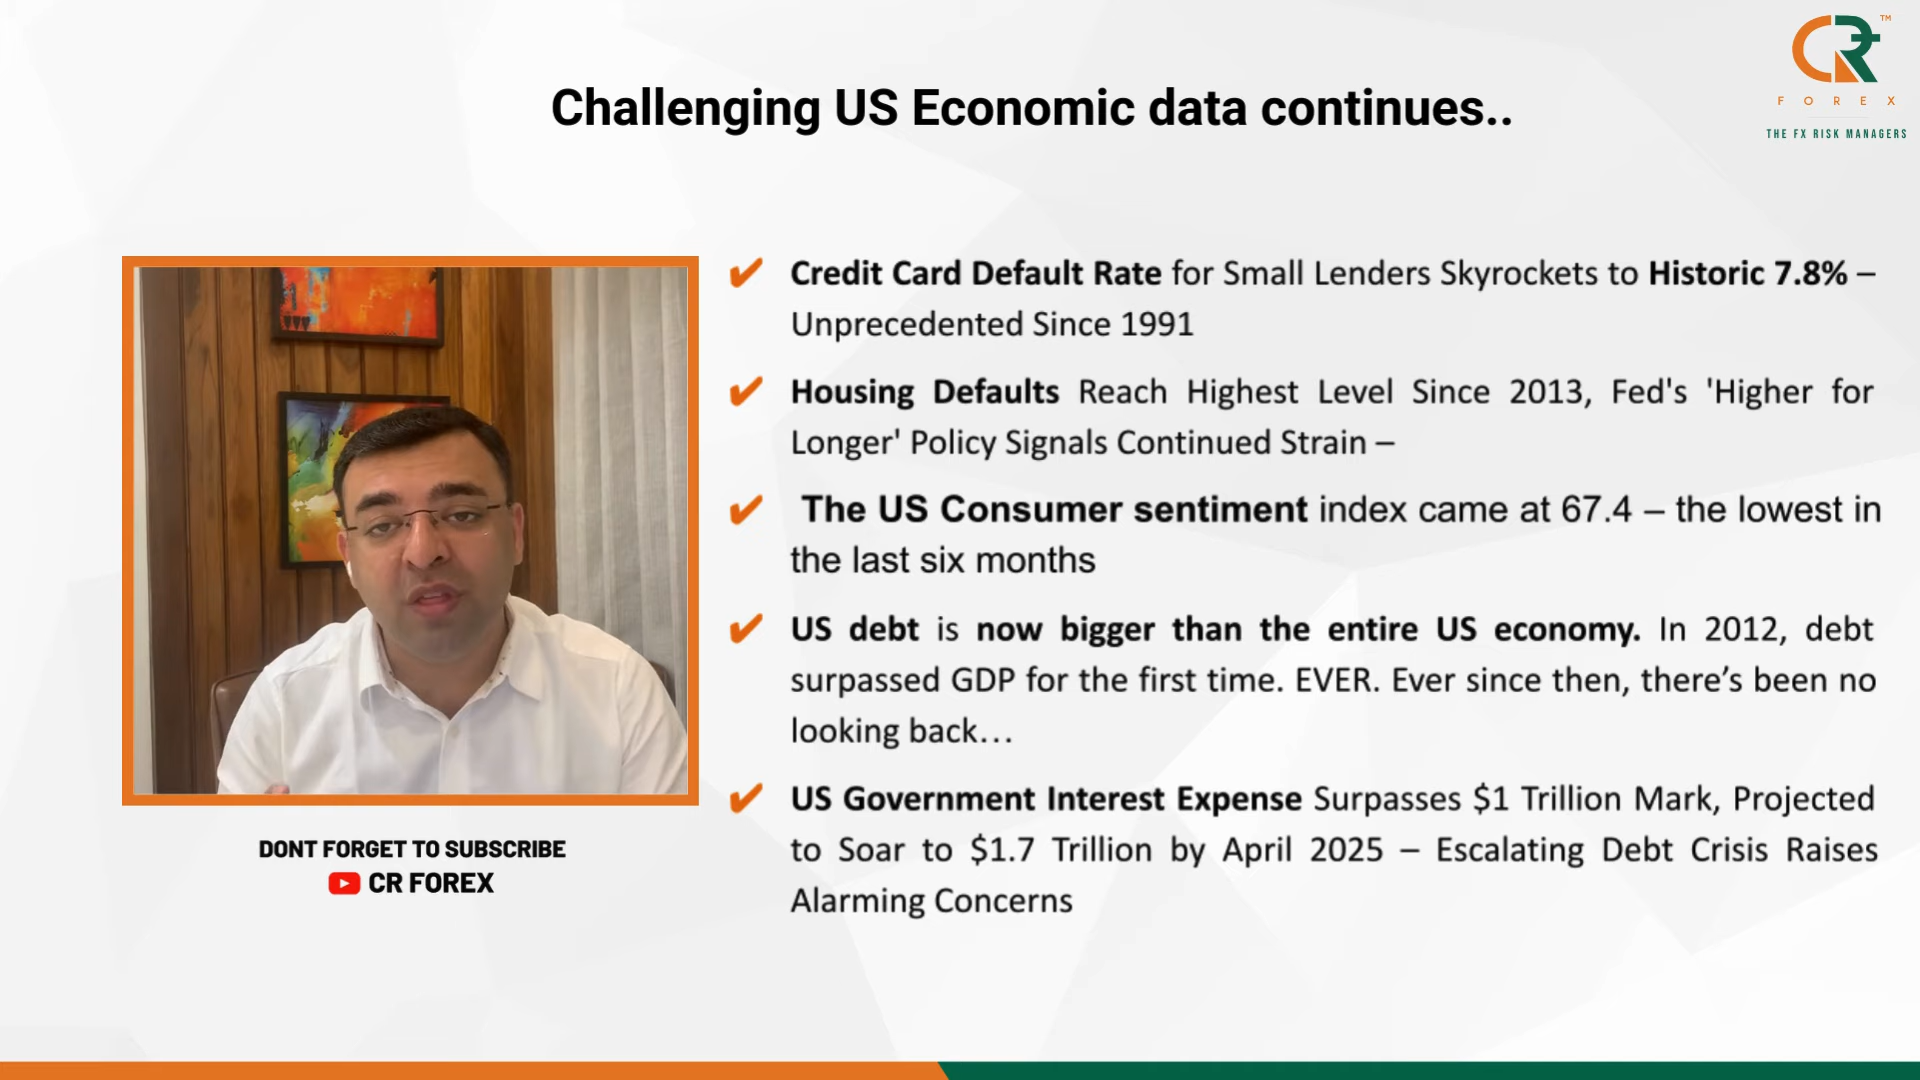 CR ™
FOREX
THE FX RISK MANAGERS
Challenging US Economic data continues..
✔ Credit Card Default Rate for Small Lenders Skyrockets to Historic 7.8% –
Unprecedented Since 1991
✔ Housing Defaults Reach Highest Level Since 2013, Fed's 'Higher for
Longer' Policy Signals Continued Strain –
✔ The US Consumer sentiment index came at 67.4 – the lowest in
the last six months
✔ US debt is now bigger than the entire US economy. In 2012, debt
surpassed GDP for the first time. EVER. Ever since then, there’s been no
looking back…
✔ US Government Interest Expense Surpasses $1 Trillion Mark, Projected
to Soar to $1.7 Trillion by April 2025 – Escalating Debt Crisis Raises
Alarming Concerns
DONT FORGET TO SUBSCRIBE
CR FOREX